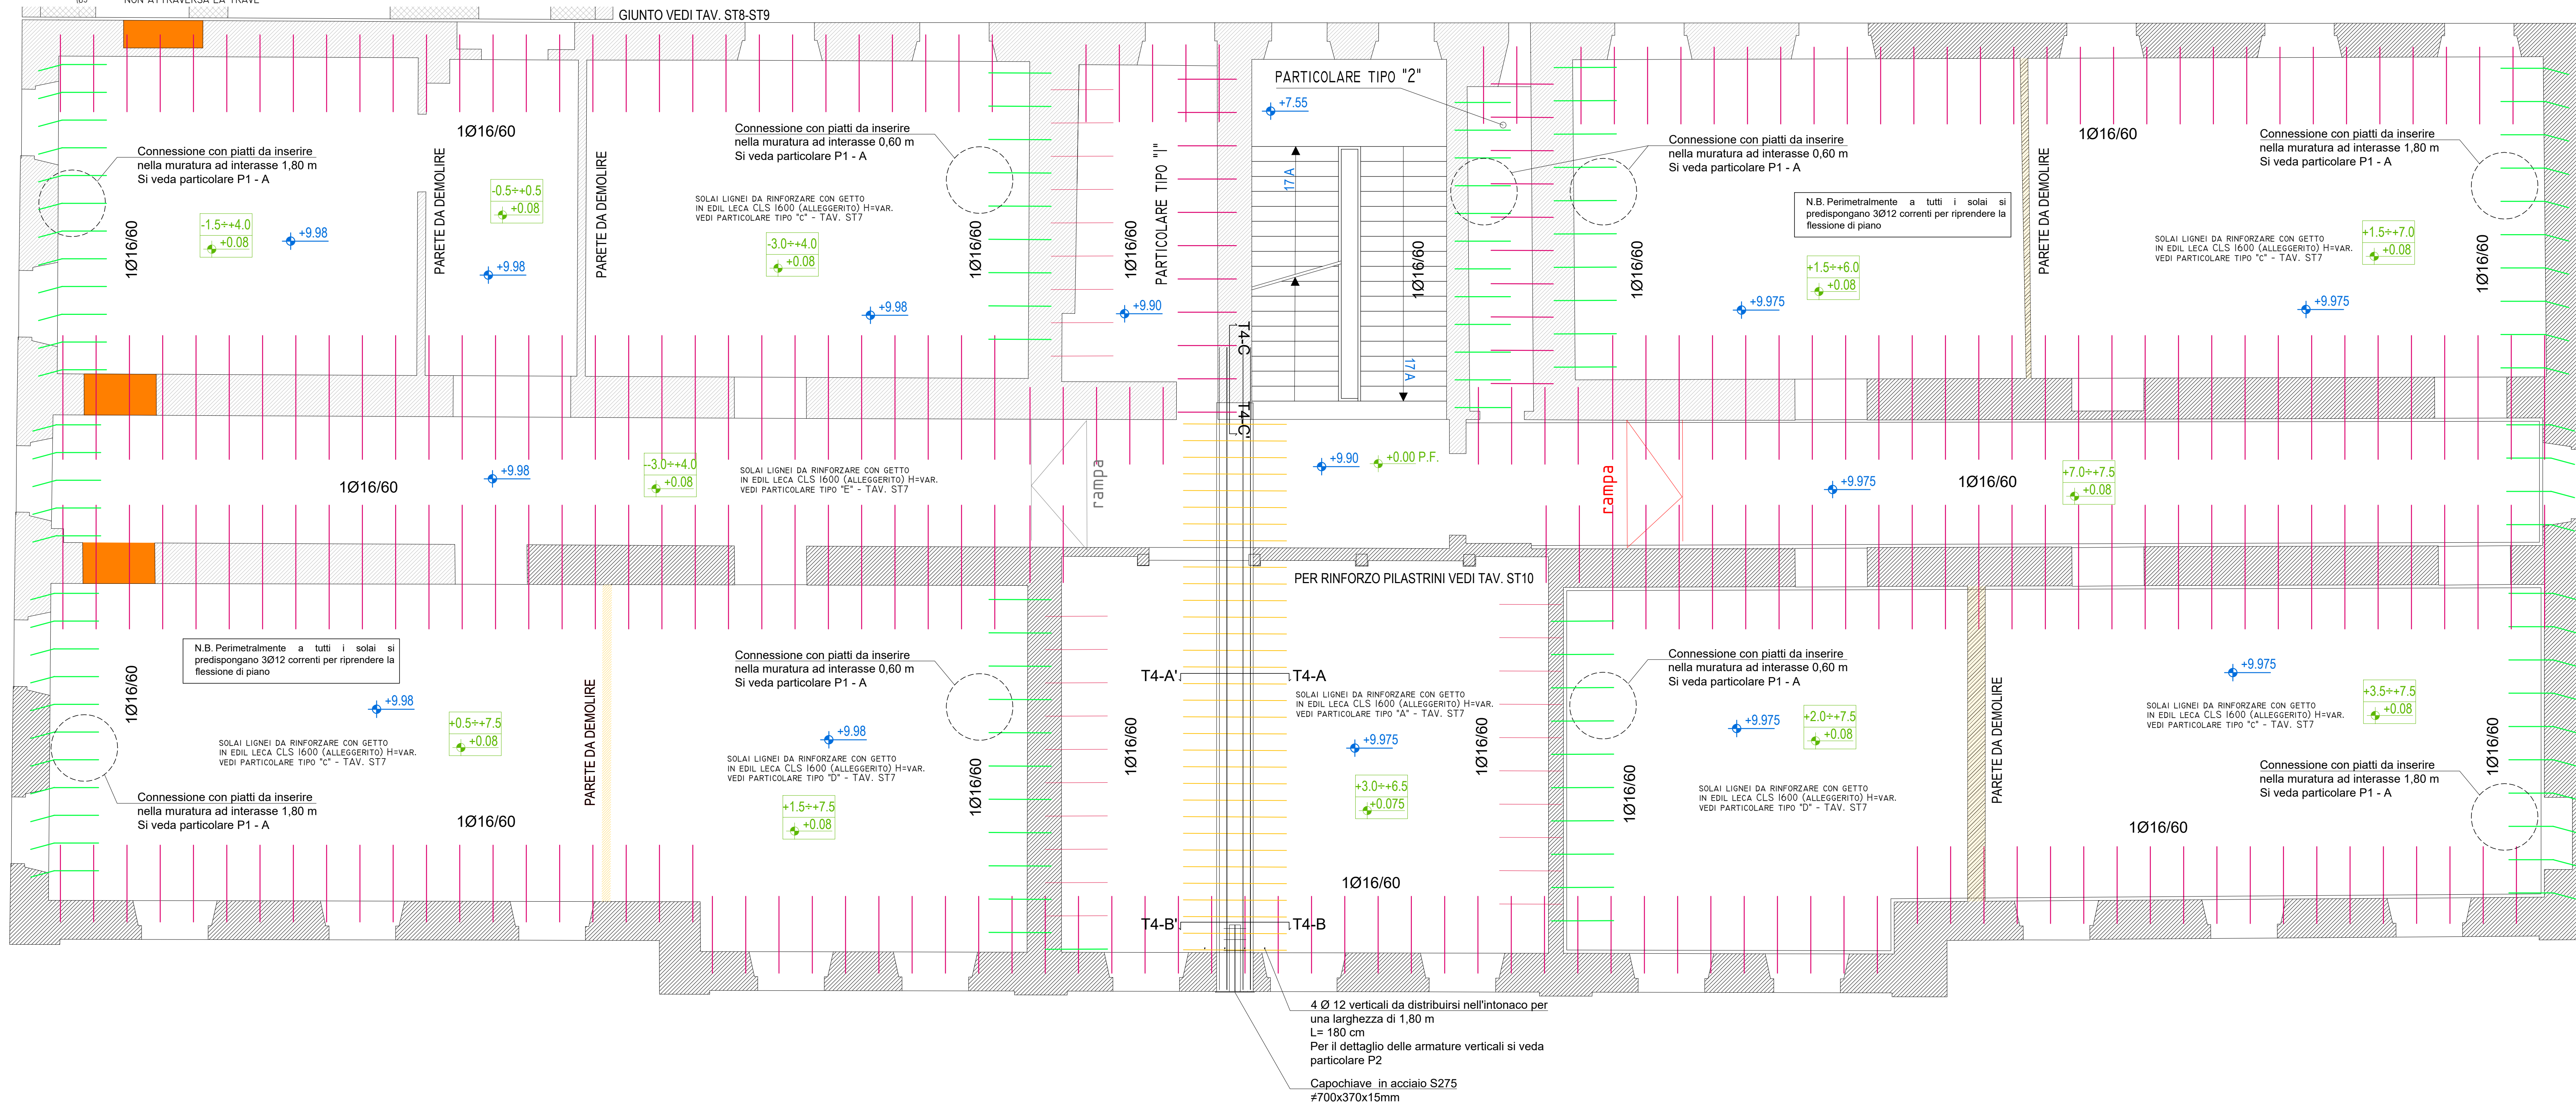 NON ATTRAVERSA LA TRAVE
GIUNTO VEDI TAV. ST8-ST9
Connessione con piatti da inserire
nella muratura ad interasse 1,80 m
Si veda particolare P1 - A
1Ø16/60
-1.5÷+4.0
+0.08
+9.98
PARETE DA DEMOLIRE
1Ø16/60
-0.5÷+0.5
+0.08
+9.98
PARETE DA DEMOLIRE
Connessione con piatti da inserire
nella muratura ad interasse 0,60 m
Si veda particolare P1 - A
SOLAI LIGNEI DA RINFORZARE CON GETTO
IN EDIL LECA CLS 1600 (ALLEGGERITO) H=VAR.
VEDI PARTICOLARE TIPO "C" - TAV. ST7
-3.0÷+4.0
+0.08
+9.98
1Ø16/60
1Ø16/60
PARTICOLARE TIPO "I"
+9.90
PARTICOLARE TIPO "2"
+7.55
17 A
17 A
1Ø16/60
T4-C
T4-C'
Connessione con piatti da inserire
nella muratura ad interasse 0,60 m
Si veda particolare P1 - A
1Ø16/60
N.B. Perimetralmente a tutti i solai si
predispongano 3Ø12 correnti per riprendere la
flessione di piano
+1.5÷+6.0
+0.08
+9.975
PARETE DA DEMOLIRE
1Ø16/60
Connessione con piatti da inserire
nella muratura ad interasse 1,80 m
Si veda particolare P1 - A
SOLAI LIGNEI DA RINFORZARE CON GETTO
IN EDIL LECA CLS 1600 (ALLEGGERITO) H=VAR.
VEDI PARTICOLARE TIPO "C" - TAV. ST7
+1.5÷+7.0
+0.08
+9.975
1Ø16/60
1Ø16/60
+9.98
--3.0÷+4.0
+0.08
SOLAI LIGNEI DA RINFORZARE CON GETTO
IN EDIL LECA CLS 1600 (ALLEGGERITO) H=VAR.
VEDI PARTICOLARE TIPO "E" - TAV. ST7
rampa
+9.90
+0.00 P.F.
rampa
+9.975
1Ø16/60
+7.0÷+7.5
+0.08
PER RINFORZO PILASTRINI VEDI TAV. ST10
N.B. Perimetralmente a tutti i solai si
predispongano 3Ø12 correnti per riprendere la
flessione di piano
1Ø16/60
+9.98
+0.5÷+7.5
+0.08
SOLAI LIGNEI DA RINFORZARE CON GETTO
IN EDIL LECA CLS 1600 (ALLEGGERITO) H=VAR.
VEDI PARTICOLARE TIPO "C" - TAV. ST7
Connessione con piatti da inserire
nella muratura ad interasse 1,80 m
Si veda particolare P1 - A
1Ø16/60
PARETE DA DEMOLIRE
Connessione con piatti da inserire
nella muratura ad interasse 0,60 m
Si veda particolare P1 - A
+9.98
SOLAI LIGNEI DA RINFORZARE CON GETTO
IN EDIL LECA CLS 1600 (ALLEGGERITO) H=VAR.
VEDI PARTICOLARE TIPO "D" - TAV. ST7
+1.5÷+7.5
+0.08
1Ø16/60
T4-A'
T4-A
1Ø16/60
SOLAI LIGNEI DA RINFORZARE CON GETTO
IN EDIL LECA CLS 1600 (ALLEGGERITO) H=VAR.
VEDI PARTICOLARE TIPO "A" - TAV. ST7
+9.975
+3.0÷+6.5
+0.075
1Ø16/60
1Ø16/60
T4-B'
T4-B
Connessione con piatti da inserire
nella muratura ad interasse 0,60 m
Si veda particolare P1 - A
+9.975
+2.0÷+7.5
+0.08
1Ø16/60
SOLAI LIGNEI DA RINFORZARE CON GETTO
IN EDIL LECA CLS 1600 (ALLEGGERITO) H=VAR.
VEDI PARTICOLARE TIPO "D" - TAV. ST7
PARETE DA DEMOLIRE
+9.975
+3.5÷+7.5
+0.08
SOLAI LIGNEI DA RINFORZARE CON GETTO
IN EDIL LECA CLS 1600 (ALLEGGERITO) H=VAR.
VEDI PARTICOLARE TIPO "C" - TAV. ST7
1Ø16/60
Connessione con piatti da inserire
nella muratura ad interasse 1,80 m
Si veda particolare P1 - A
1Ø16/60
4 Ø 12 verticali da distribuirsi nell'intonaco per
una larghezza di 1,80 m
L= 180 cm
Per il dettaglio delle armature verticali si veda
particolare P2
Capochiave in acciaio S275
≠700x370x15mm